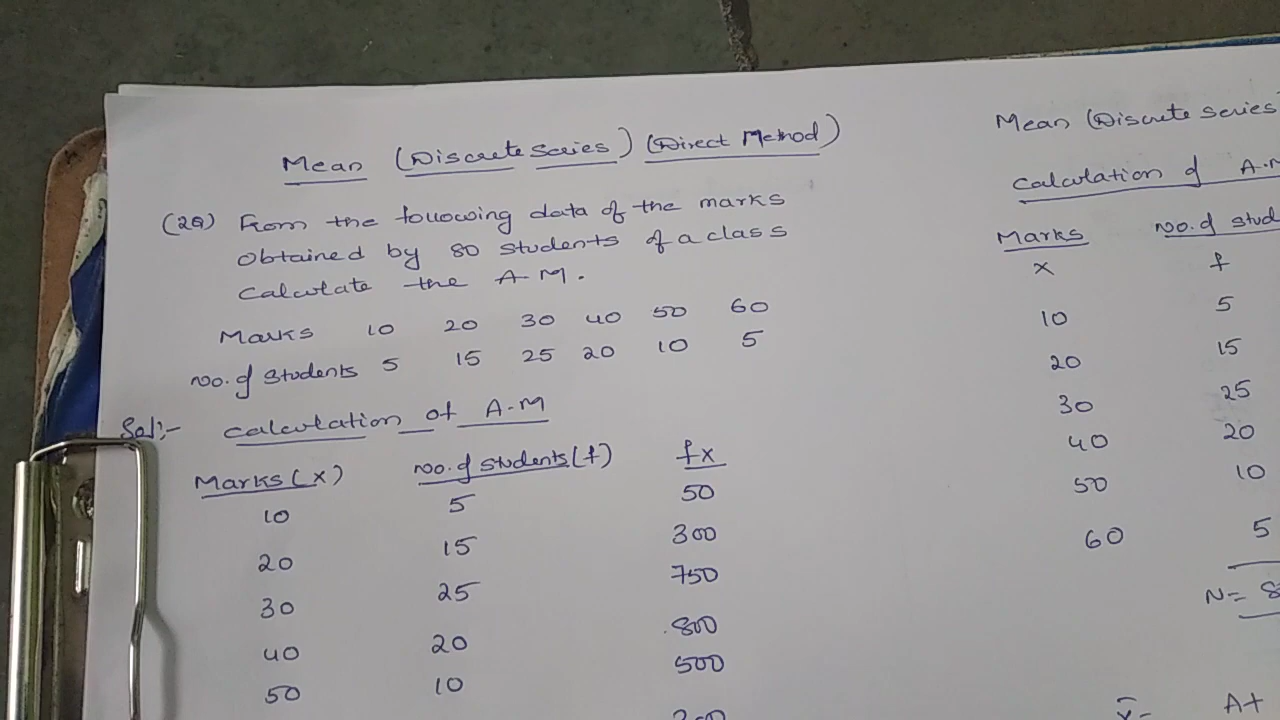 Mean (Discrete Series) (Direct Method)
(2Q) From the following data of the marks
obtained by 80 students of a class
Calculate the A.M.
Marks 10 20 30 40 50 60
No. of Students 5 15 25 20 10 5
Sol:- Calculation of A.M
Marks (x) No. of students (f) fx
10 5 50
20 15 300
30 25 750
40 20 800
50 10 500
Mean (Discrete Series)
Calculation of A.M
Marks No. of stud
x f
10 5
20 15
30 25
40 20
50 10
60 5
N= 8
x̄= A+